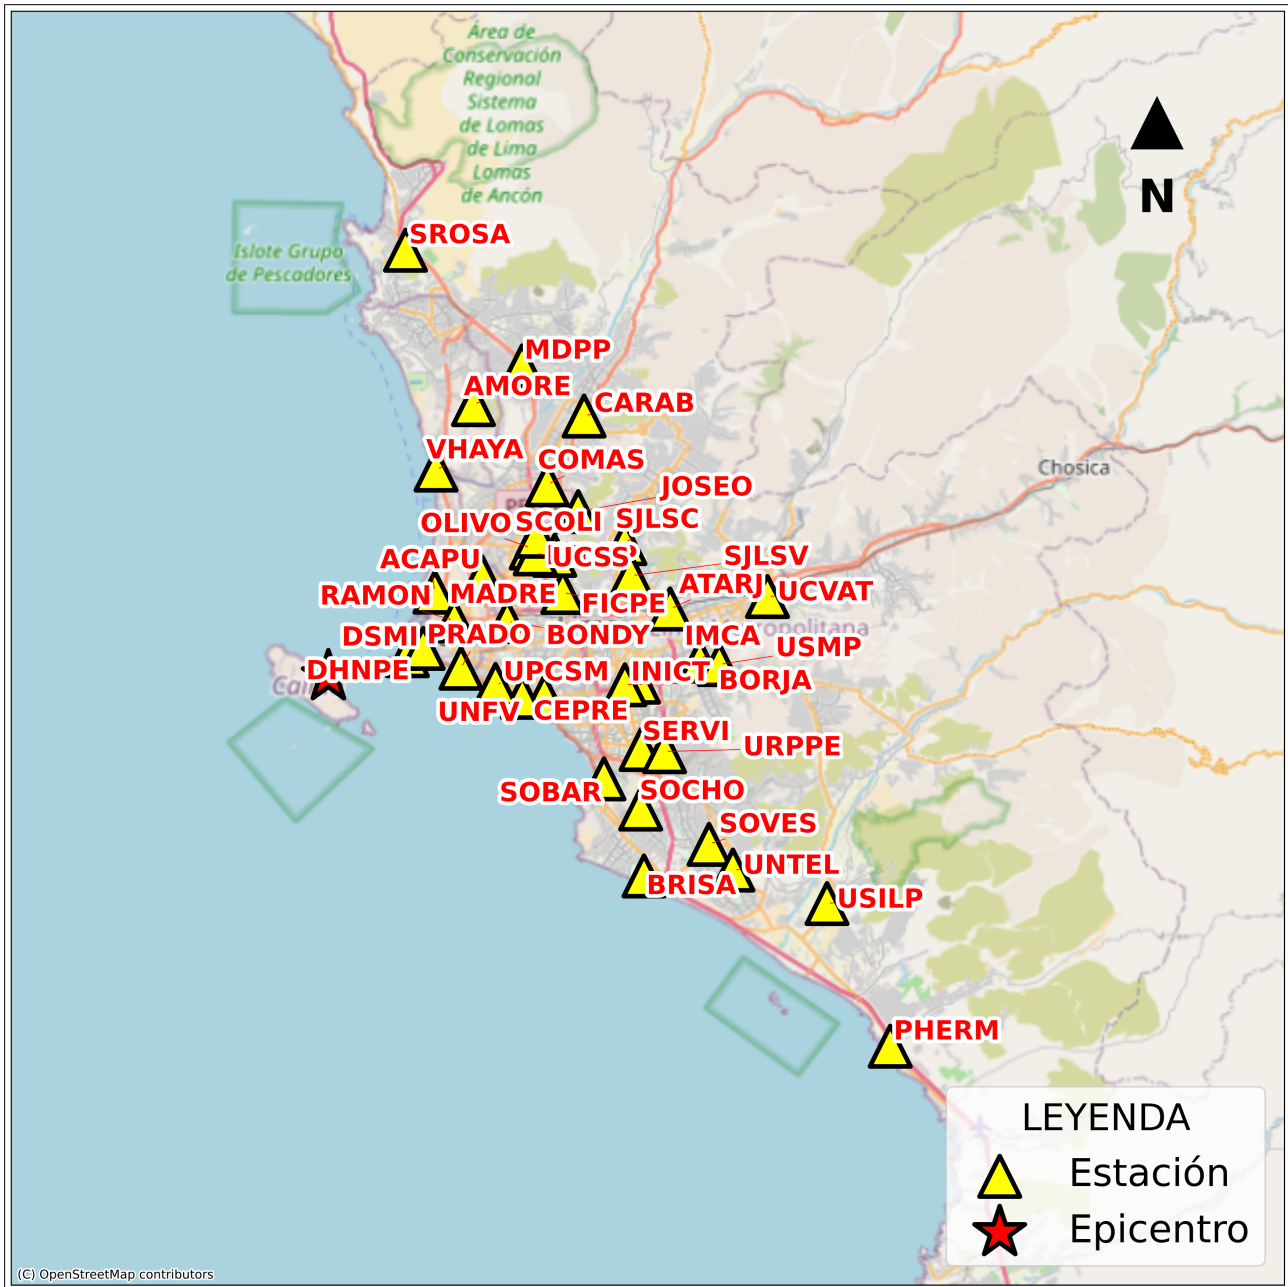 Área de
Conservación
Regional
Sistema
de Lomas
de Lima
Lomas
de Ancón
N
SROSA
Islote Grupo
de Pescadores
MDPP
AMORE
CARAB
VHAYA
COMAS
Chosica
JOSEO
OLIVO
SCOLI
SJLSC
UCSS
SJLSV
ACAPU
ATARJ
UCVAT
RAMON
MADRE
FICPE
DSMI
PRADO
BONDY
IMCA
USMP
DHNPE
UPCSM
INICT
BORJA
UNFV
CEPRE
SERVI
URPPE
SOBAR
SOCHO
SOVES
UNTEL
BRISA
USILP
PHERM
LEYENDA
Estación
Epicentro
(C) OpenStreetMap contributors